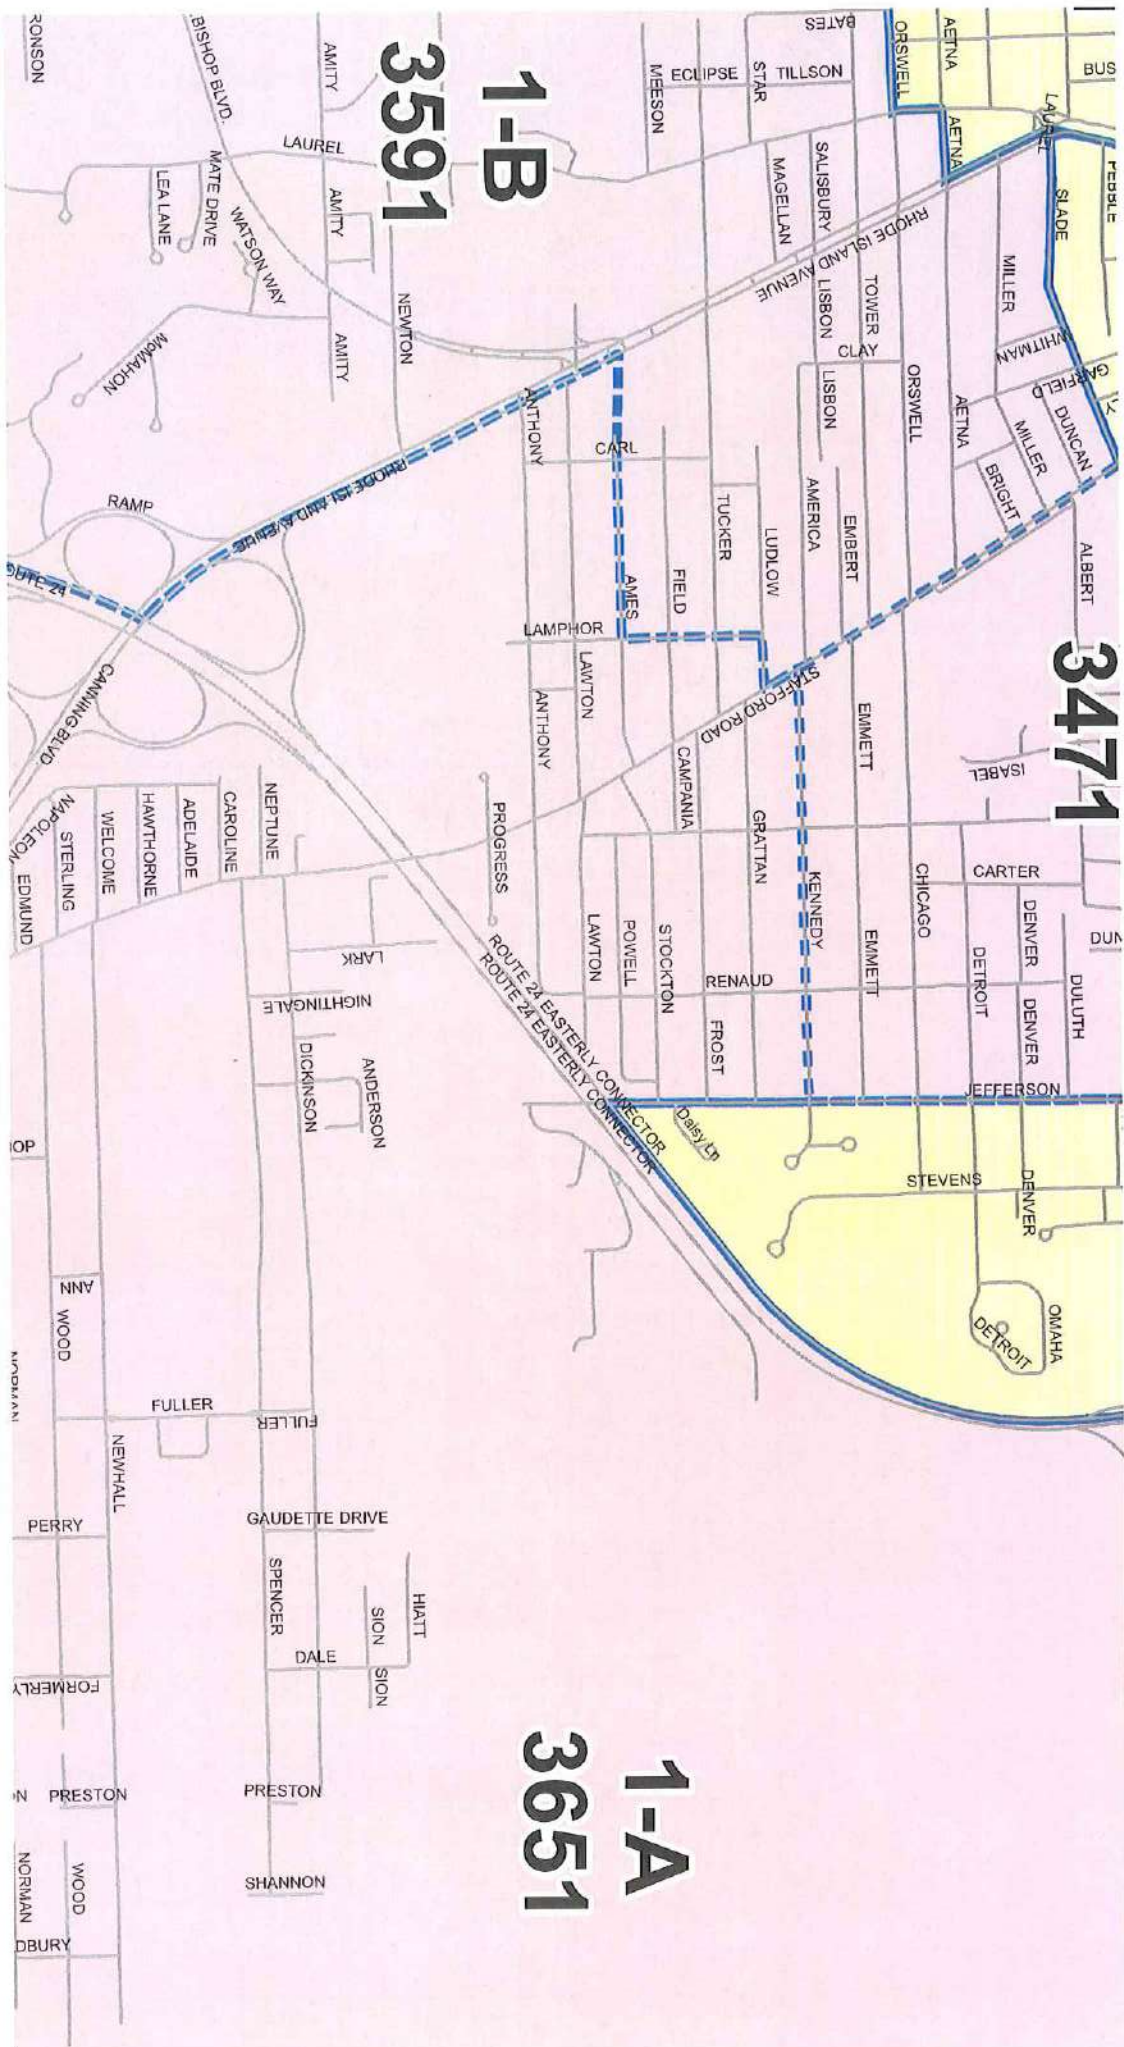 BATES
ORSWELL
AETNA
BUS
RONSON
BISHOP BLVD.
AMITY
3591
1-B
MEESON
ECLIPSE
STAR
TILLSON
LAUREL
AETNA
LAUREL
PEBBLE
SLADE
LEA LANE
MATE DRIVE
WATSON WAY
AMITY
MAGELLAN
SALISBURY
RHODE ISLAND AVENUE
MILLER
McMAHON
AMITY
NEWTON
LISBON
TOWER
CLAY
WHITMAN
GARFIELD
Y
ANTHONY
CARL
LISBON
ORSWELL
AETNA
MILLER
DUNCAN
BRIGHT
RAMP
RHODE ISLAND AVENUE
TUCKER
LUDLOW
AMERICA
EMBERT
ALBERT
OUTE 24
AMES
FIELD
LAMPHOR
LAWTON
ANTHONY
STAFFORD ROAD
3471
CANNING BLVD
CAMPANIA
EMMETT
ISABEL
NAPOLEON
STERLING
WELCOME
HAWTHORNE
ADELAIDE
CAROLINE
NEPTUNE
PROGRESS
GRATTAN
KENNEDY
CHICAGO
CARTER
EDMUND
LARK
NIGHTINGALE
ROUTE 24 EASTERLY CONNECTOR
ROUTE 24 EASTERLY CONNECTOR
LAWTON
POWELL
STOCKTON
RENAUD
EMMETT
DETROIT
DENVER
DUN
DULUTH
DENVER
FROST
JEFFERSON
DICKINSON
ANDERSON
Daisy Ln
IOP
STEVENS
DENVER
ANN
WOOD
OMAHA
DETROIT
NORMAN
FULLER
FULLER
NEWHALL
PERRY
GAUDETTE DRIVE
SPENCER
SION
HIATT
DALE
SION
FORMERLY
1-A
3651
ON
PRESTON
PRESTON
NORMAN
WOOD
SHANNON
DBURY